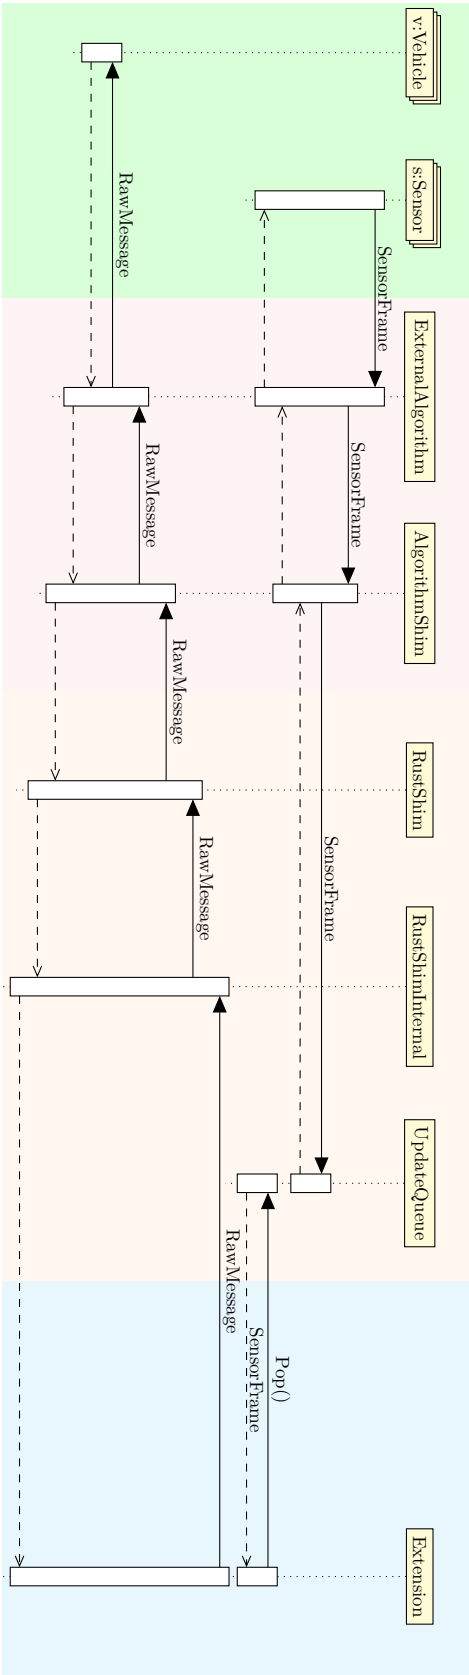 v:Vehicle
s:Sensor
ExternalAlgorithm
AlgorithmShim
RustShim
RustShimInternal
UpdateQueue
Extension
SensorFrame
SensorFrame
SensorFrame
Pop()
SensorFrame
RawMessage
RawMessage
RawMessage
RawMessage
RawMessage